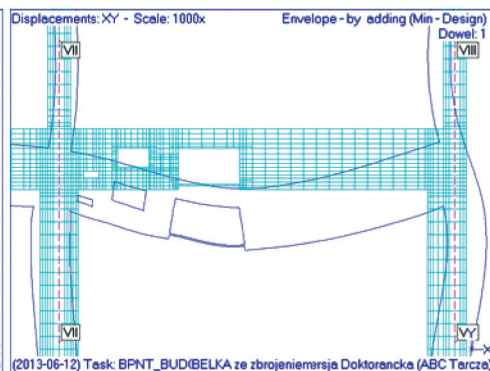 Displacements: XY - Scale: 1000x Envelope - by adding (Min - Design)
Dowel: 1
VII VIII
VII VY
X
(2013-06-12) Task: BPNT_BUD(BELKA ze zbrojeniemrsja Doktorancka (ABC Tarcza)